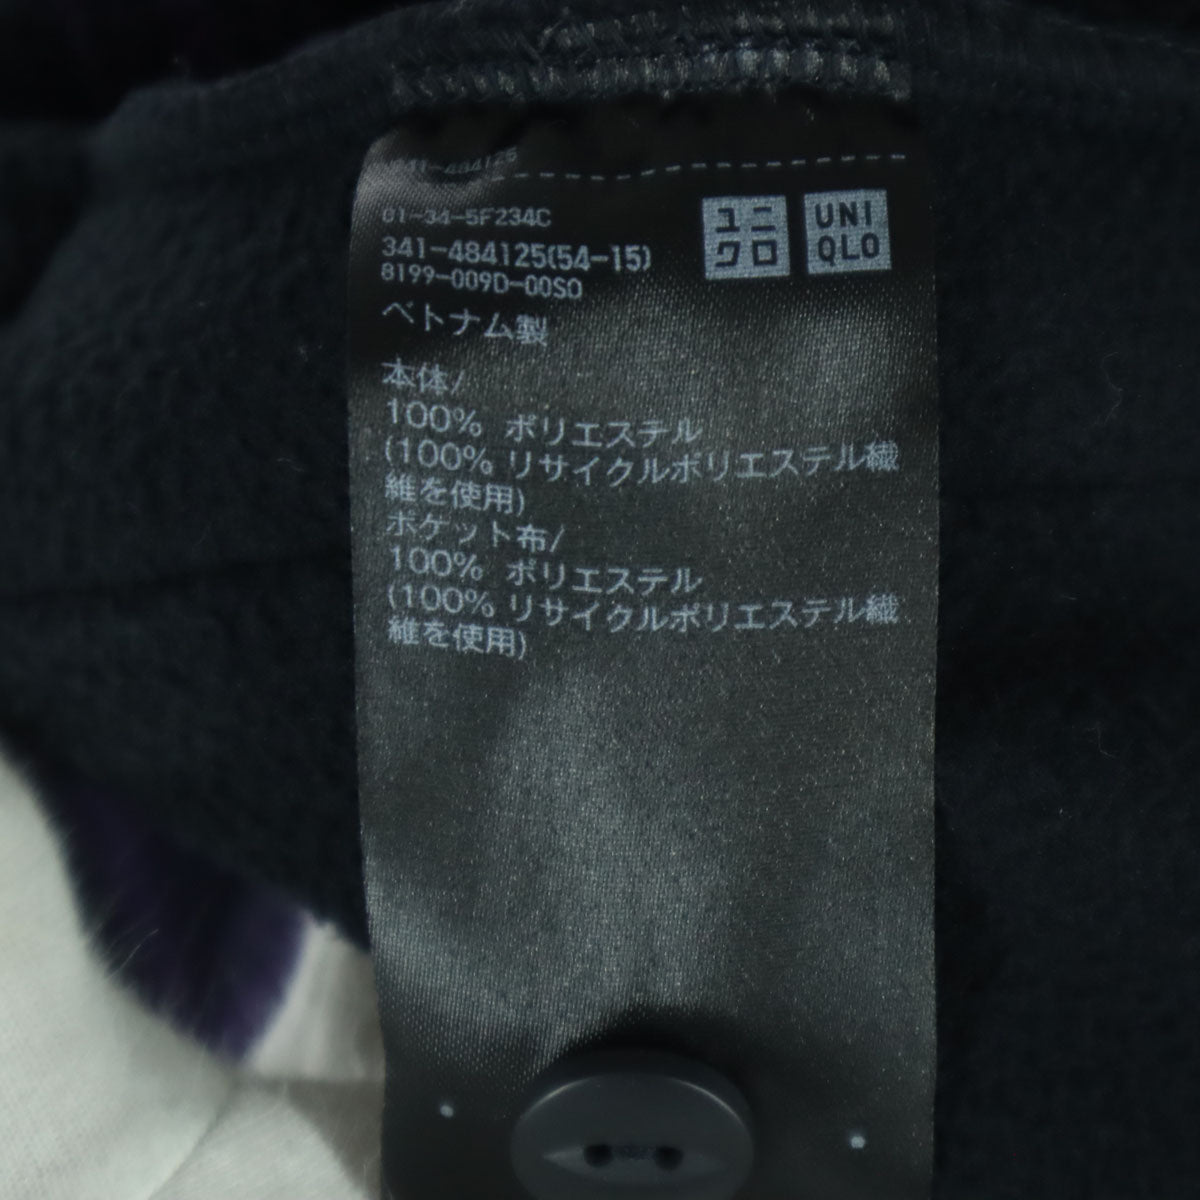 341-484125
01-34-5F234C
341-484125(54-15)
8199-009D-00SO
ユニ
クロ
UNI
QLO
ベトナム製
本体/
100% ポリエステル
(100% リサイクルポリエステル繊
維を使用)
ポケット布/
100% ポリエステル
(100% リサイクルポリエステル繊
維を使用)